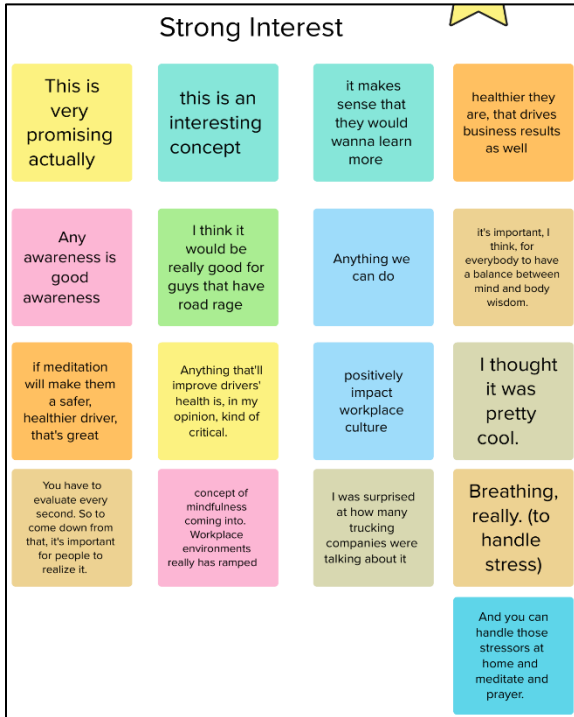 Strong Interest
This is
very
promising
actually
this is an
interesting
concept
it makes
sense that
they would
wanna learn
more
healthier they
are, that drives
business results
as well
Any
awareness is
good
awareness
I think it
would be
really good for
guys that have
road rage
Anything we
can do
it's important, I
think, for
everybody to have
a balance between
mind and body
wisdom.
if meditation
will make them
a safer,
healthier driver,
that's great
Anything that'll
improve drivers'
health is, in my
opinion, kind of
critical.
positively
impact
workplace
culture
I thought
it was
pretty
cool.
You have to
evaluate every
second. So to
come down from
that, it's important
for people to
realize it.
concept of
mindfulness
coming into.
Workplace
environments
really has ramped
I was surprised
at how many
trucking
companies were
talking about it
Breathing,
really. (to
handle
stress)
And you can
handle those
stressors at
home and
meditate and
prayer.